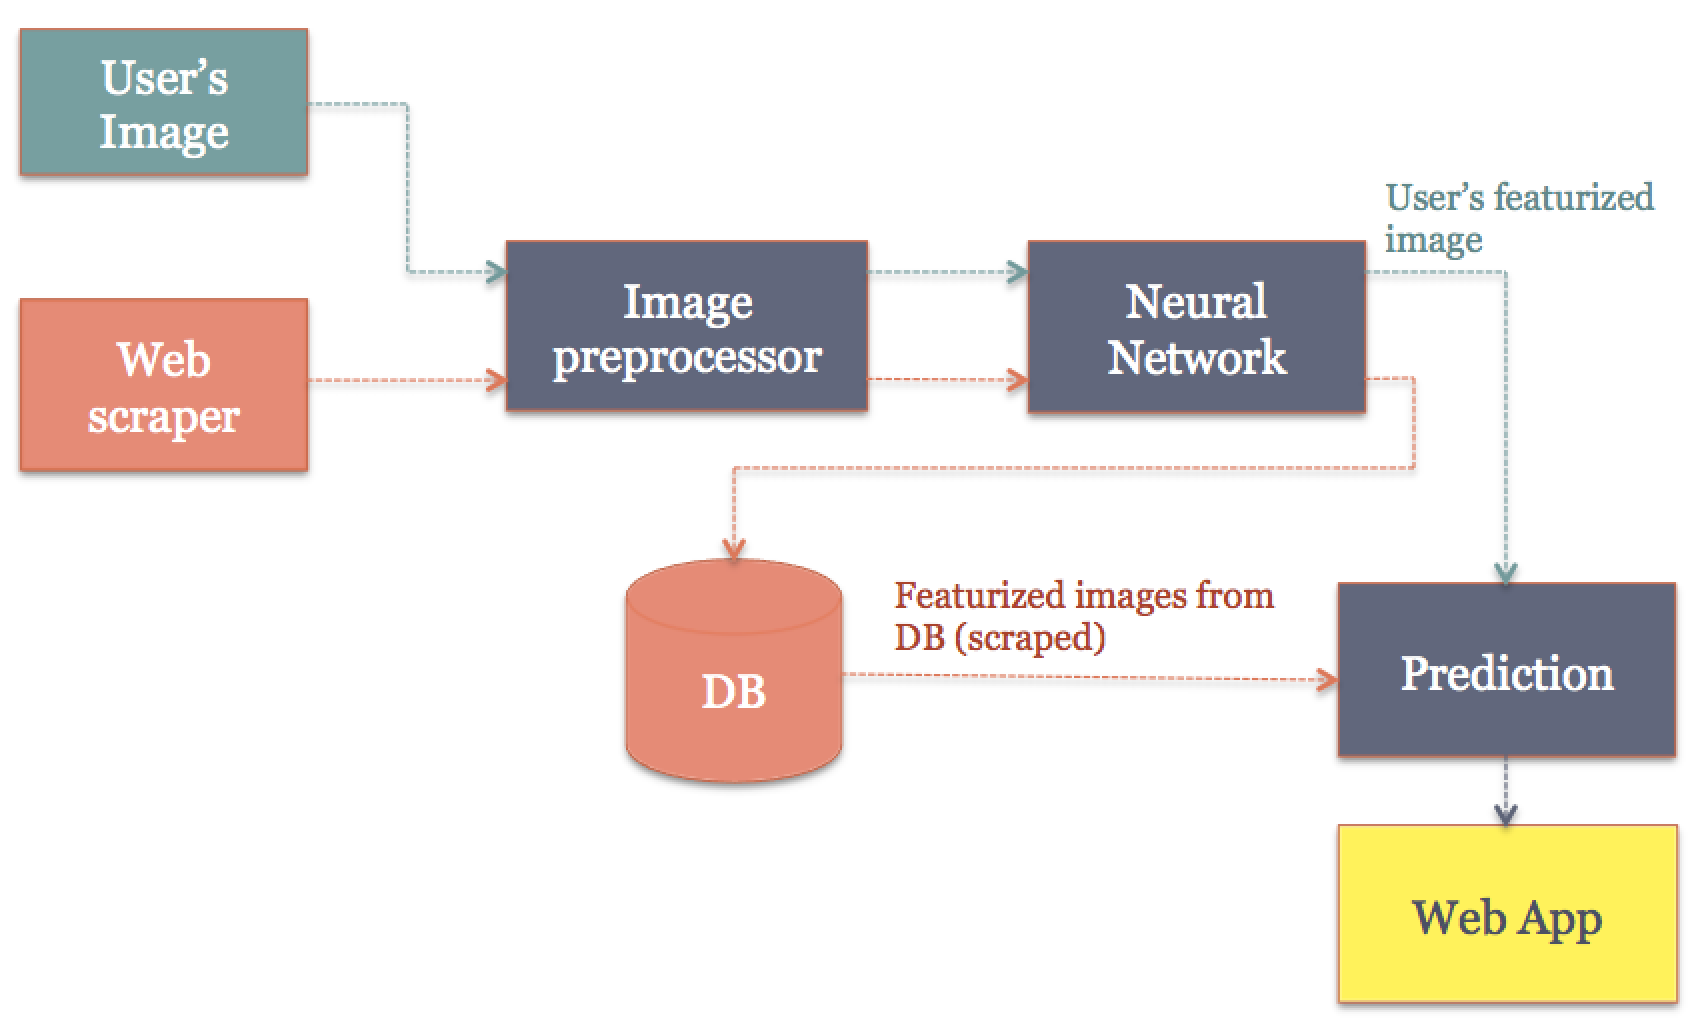 User’s
Image
Web
scraper
Image
preprocessor
Neural
Network
User’s featurized
image
DB
Featurized images from
DB (scraped)
Prediction
Web App